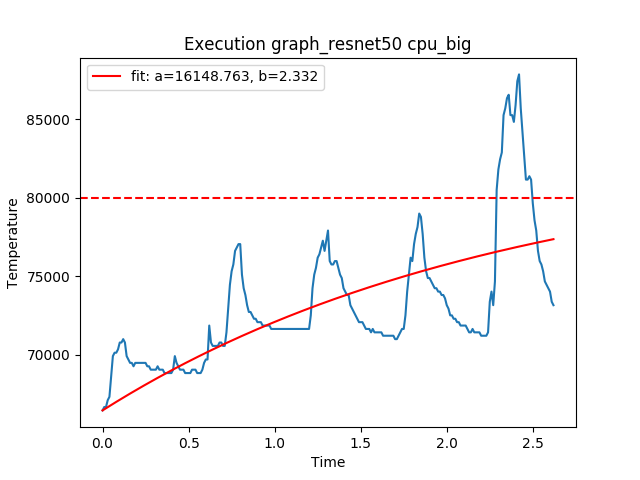 Execution graph_resnet50 cpu_big
fit: a=16148.763, b=2.332
85000
80000
75000
70000
Temperature
0.0 0.5 1.0 1.5 2.0 2.5
Time